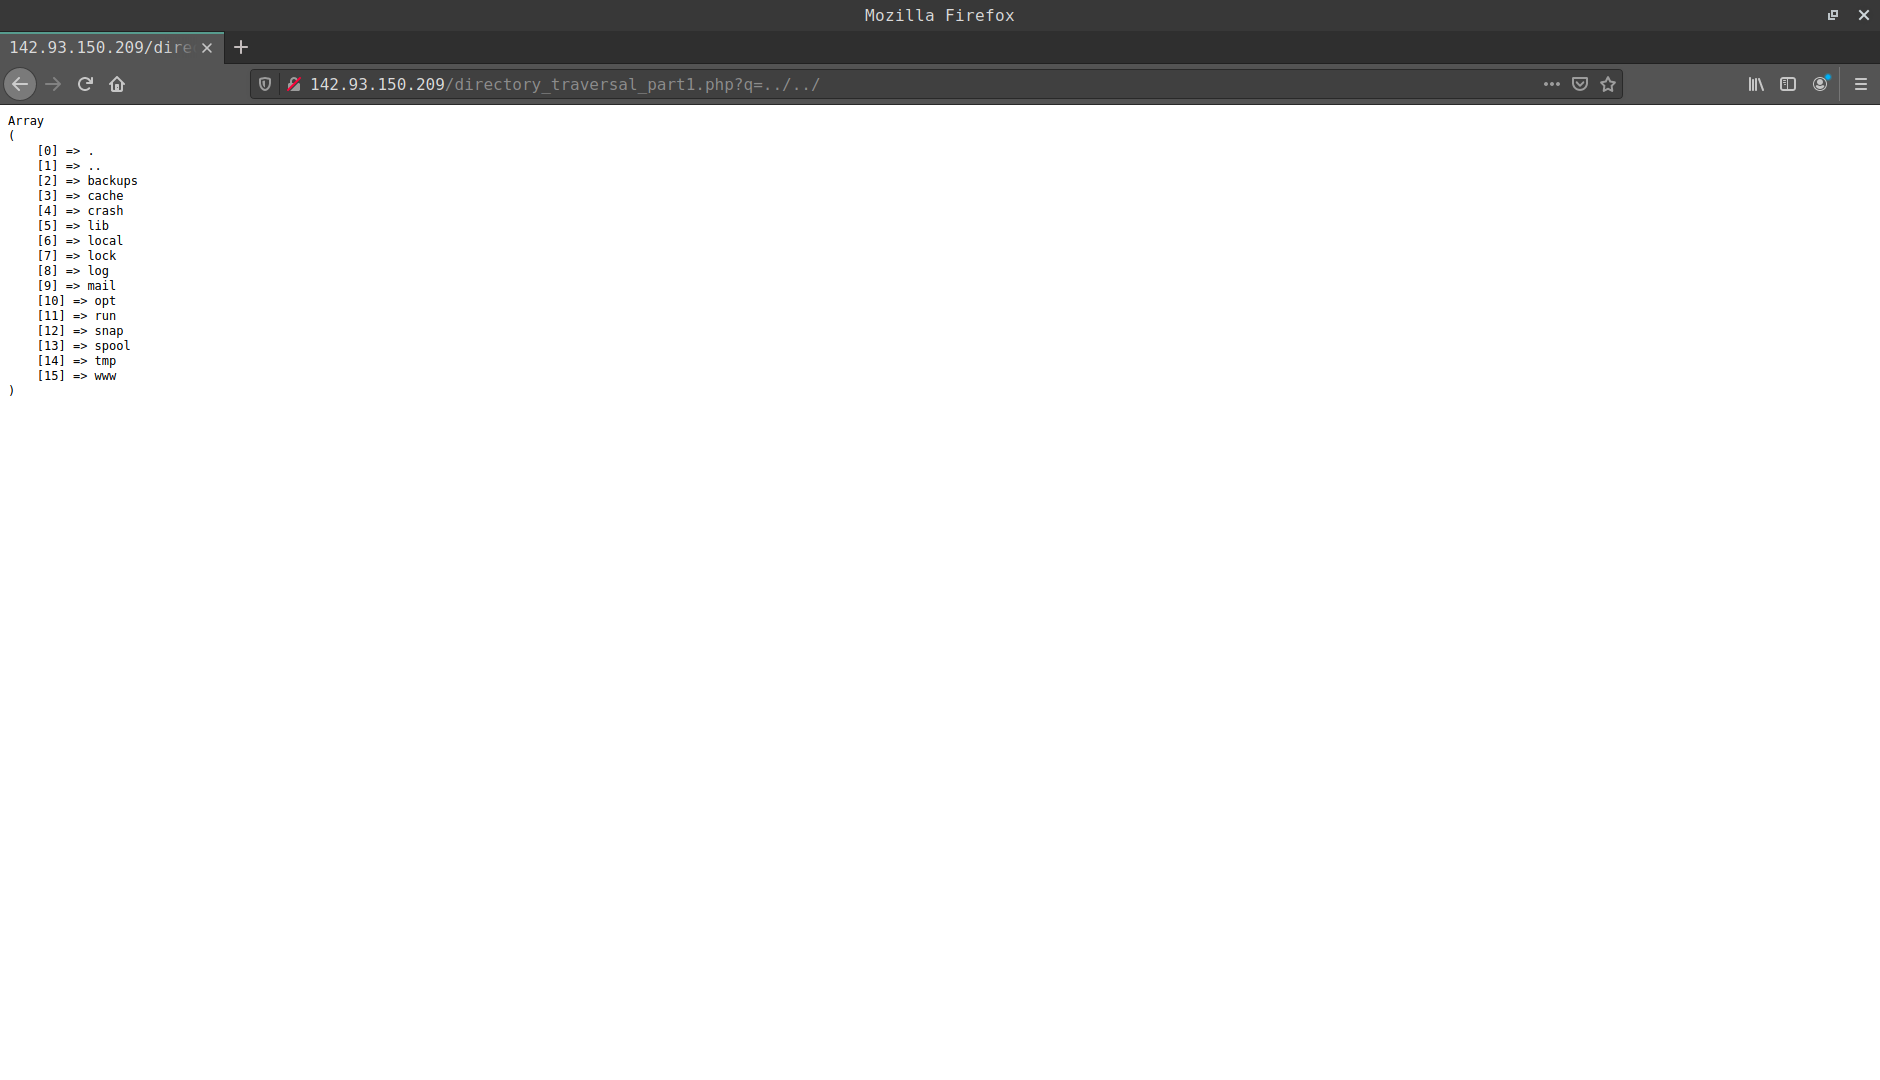 Mozilla Firefox
142.93.150.209/dire
142.93.150.209/directory_traversal_part1.php?q=../../
Array
(
    [0] => .
    [1] => ..
    [2] => backups
    [3] => cache
    [4] => crash
    [5] => lib
    [6] => local
    [7] => lock
    [8] => log
    [9] => mail
    [10] => opt
    [11] => run
    [12] => snap
    [13] => spool
    [14] => tmp
    [15] => www
)